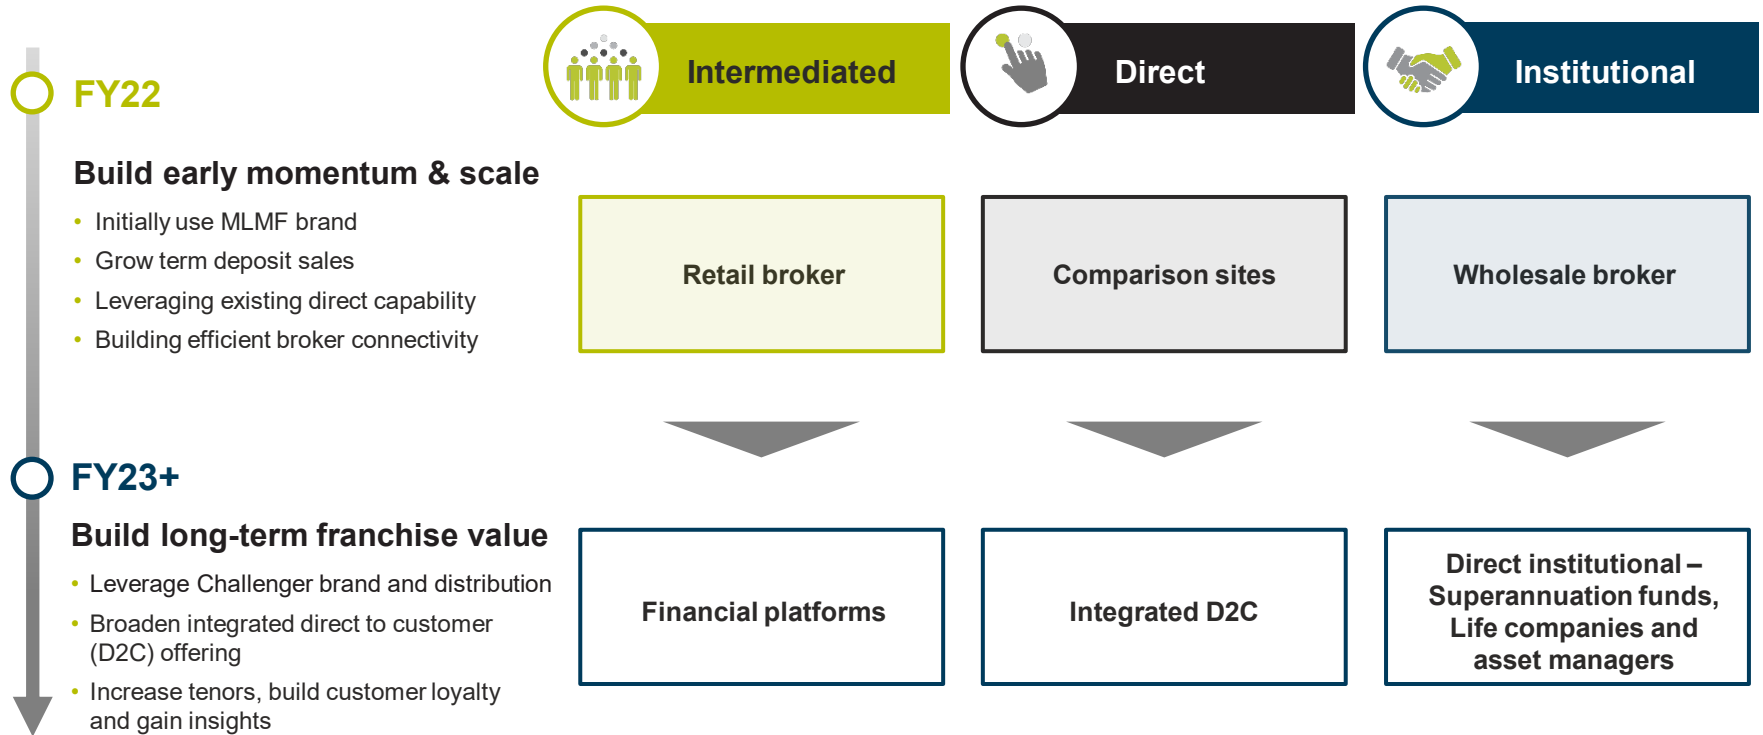 Intermediated
Direct
Institutional
FY22
Build early momentum & scale
• Initially use MLMF brand
• Grow term deposit sales
• Leveraging existing direct capability
• Building efficient broker connectivity
Retail broker
Comparison sites
Wholesale broker
FY23+
Build long-term franchise value
• Leverage Challenger brand and distribution
• Broaden integrated direct to customer
(D2C) offering
• Increase tenors, build customer loyalty
and gain insights
Financial platforms
Integrated D2C
Direct institutional –
Superannuation funds,
Life companies and
asset managers